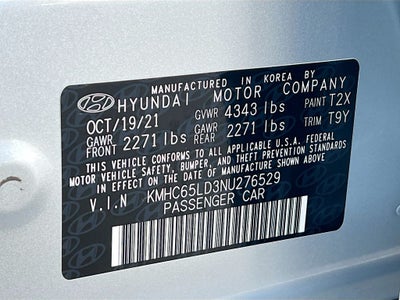 MANUFACTURED IN KOREA BY
HYUNDAI MOTOR COMPANY
OCT/19/21 GVWR 4343 lbs PAINT T2X
GAWR FRONT 2271 lbs GAWR REAR 2271 lbs TRIM T9Y
THIS VEHICLE CONFORMS TO ALL APPLICABLE U.S.A. FEDERAL
MOTOR VEHICLE SAFETY, BUMPER, AND THEFT PREVENTION STANDARDS
IN EFFECT ON THE DATE OF MANUFACTURE SHOWN ABOVE.
V.I.N KMHC65LD3NU276529
PASSENGER CAR